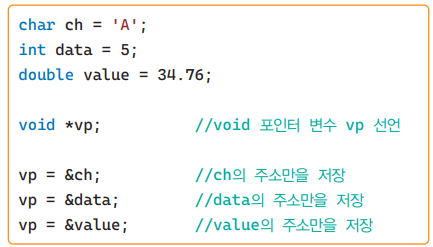 char ch = 'A';
int data = 5;
double value = 34.76;
void *vp; //void 포인터 변수 vp 선언
vp = &ch; //ch의 주소만을 저장
vp = &data; //data의 주소만을 저장
vp = &value; //value의 주소만을 저장